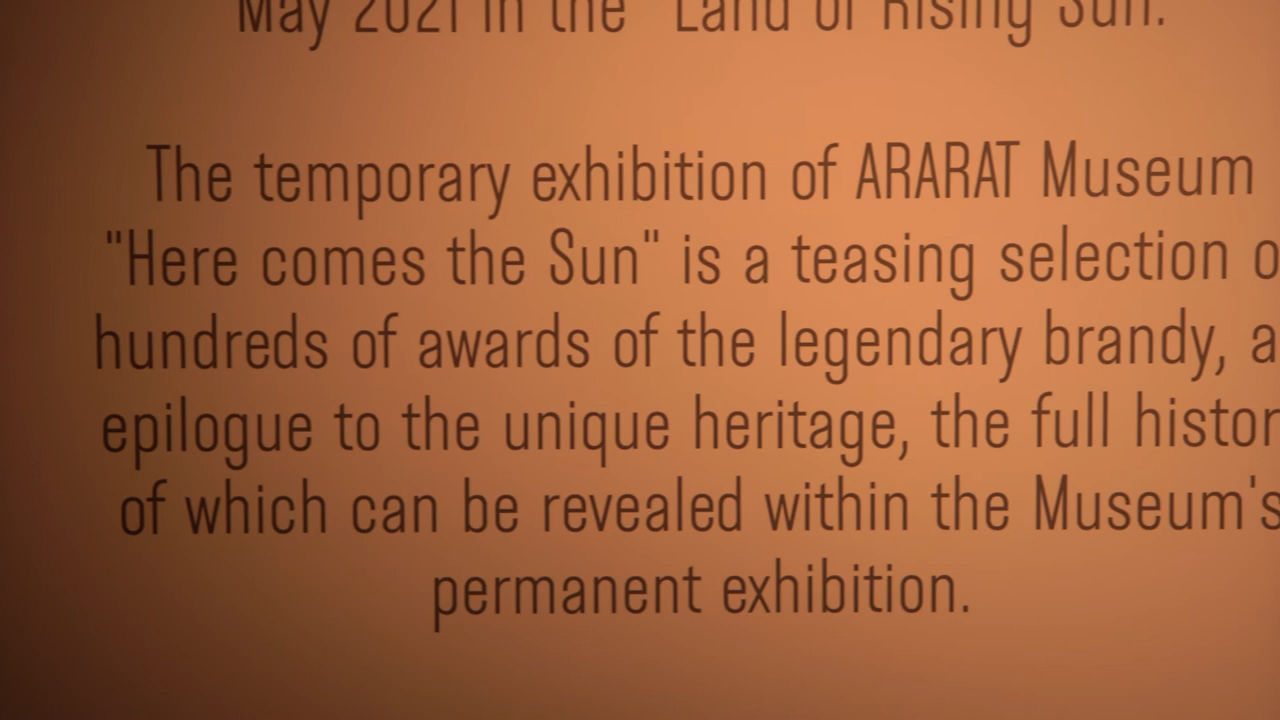 May 2021 in the "Land of Rising Sun.
The temporary exhibition of ARARAT Museum
"Here comes the Sun" is a teasing selection
hundreds of awards of the legendary brandy,
epilogue to the unique heritage, the full
of which can be revealed within the Museum's
permanent exhibition.